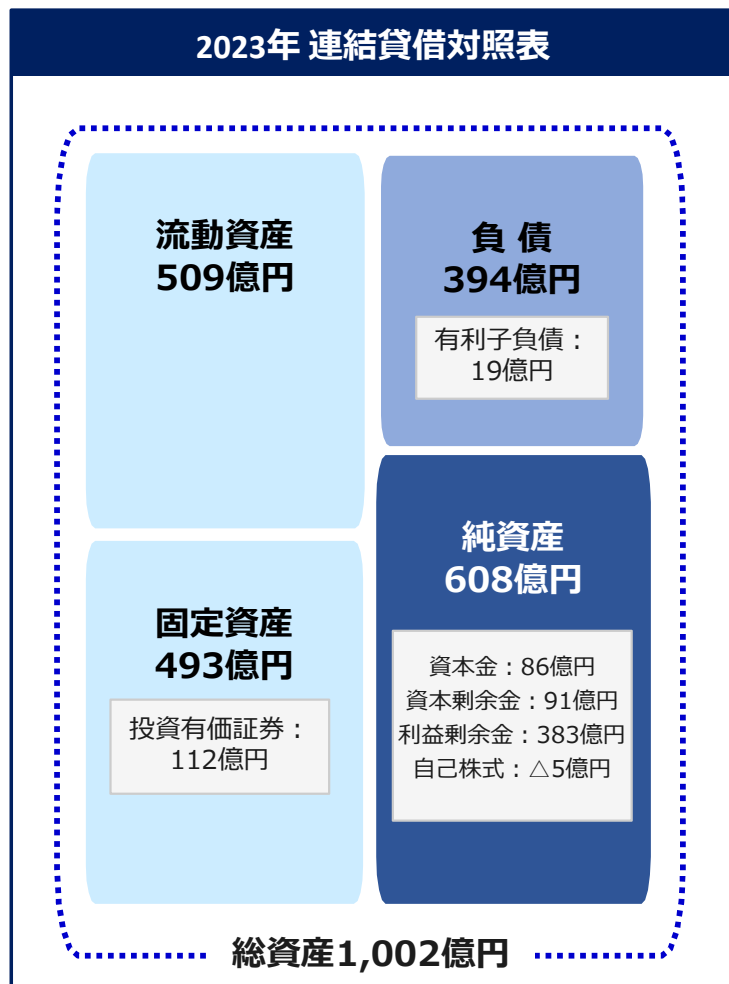 2023年 連結貸借対照表
流動資産
509億円
固定資産
493億円
投資有価証券：
112億円
負 債
394億円
有利子負債：
19億円
純資産
608億円
資本金：86億円
資本剰余金：91億円
利益剰余金：383億円
自己株式：△5億円
総資産1,002億円